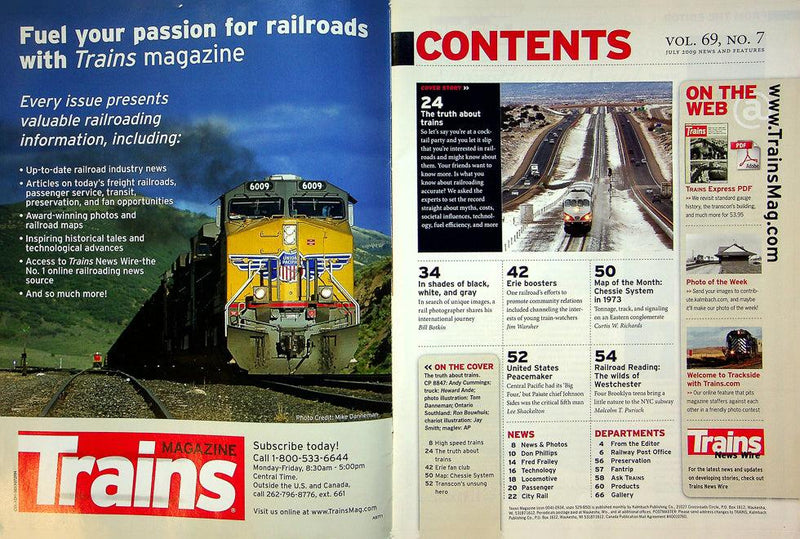 Fuel your passion for railroads
with Trains magazine
Every issue presents
valuable railroading
information, including:
• Up-to-date railroad industry news
• Articles on today's freight railroads,
passenger service, transit,
preservation, and fan opportunities
• Award-winning photos and
railroad maps
• Inspiring historical tales and
technological advances
• Access to Trains News Wire-the
No. 1 online railroading news
source
• And so much more!
6009 6009
UNION
PACIFIC
Photo Credit: Mike Danneman
Trains
MAGAZINE
Subscribe today!
Call 1-800-533-6644
Monday-Friday, 8:30am - 5:00pm
Central Time.
Outside the U.S. and Canada,
call 262-796-8776, ext. 661
Visit us online at www.TrainsMag.com
CONTENTS
VOL. 69, NO. 7
JULY 2009 NEWS AND FEATURES
COVER STORY »
24
The truth about
trains
So let's say you're at a cock-
tail party and you let it slip
that you're interested in rail-
roads and might know about
them. Your friends want to
know more. Is what you
know about railroading
accurate? We asked the
experts to set the record
straight about myths, costs,
societal influences, technol-
ogy, fuel efficiency, and more
34
In shades of black,
white, and gray
In search of unique images, a
rail photographer shares his
international journey
Bill Botkin
42
Erie boosters
One railroad's efforts to
promote community relations
included channeling the inter-
ests of young train-watchers
Jim Warsher
50
Map of the Month:
Chessie System
in 1973
Tonnage, track, and signaling
on an Eastern conglomerate
Curtis W. Richards
52
United States
Peacemaker
Central Pacific had its 'Big
Four,' but Paiute chief Johnson
Sides was the critical fifth man
Lee Shackelton
54
Railroad Reading:
The wilds of
Westchester
Four Brooklyn teens bring a
little nature to the NYC subway
Malcolm T. Purinck
« ON THE COVER
The truth about trains.
CP 8847: Andy Cummings;
truck: Howard Ande;
photo illustration: Tom
Danneman; Ontario
Southland: Ron Bouwhuis;
chariot illustration: Jay
Smith; maglev: AP
8 High speed trains
24 The truth about
trains
42 Erie fan club
50 Map: Chessie System
52 Transcon's unsung
hero
NEWS
8 News & Photos
10 Don Phillips
14 Fred Frailey
16 Technology
18 Locomotive
20 Passenger
22 City Rail
DEPARTMENTS
4 From the Editor
6 Railway Post Office
56 Preservation
57 Fantrip
58 Ask TRAINS
60 Products
66 Gallery
ON THE
WEB
@
www.TrainsMag.com
Trains
PDF
Adobe
TRAINS Express PDF
>> We revisit standard gauge
history, the transcon's building,
and much more for $3.95
Photo of the Week
>> Send your images to contrib-
ute.kalmbach.com, and maybe
it'll make our photo of the week!
Welcome to Trackside
with Trains.com
>> Our online feature that pits
magazine staffers against each
other in a friendly photo contest
Trains
News Wire
For the latest news and updates
on developing stories, check out
Trains News Wire